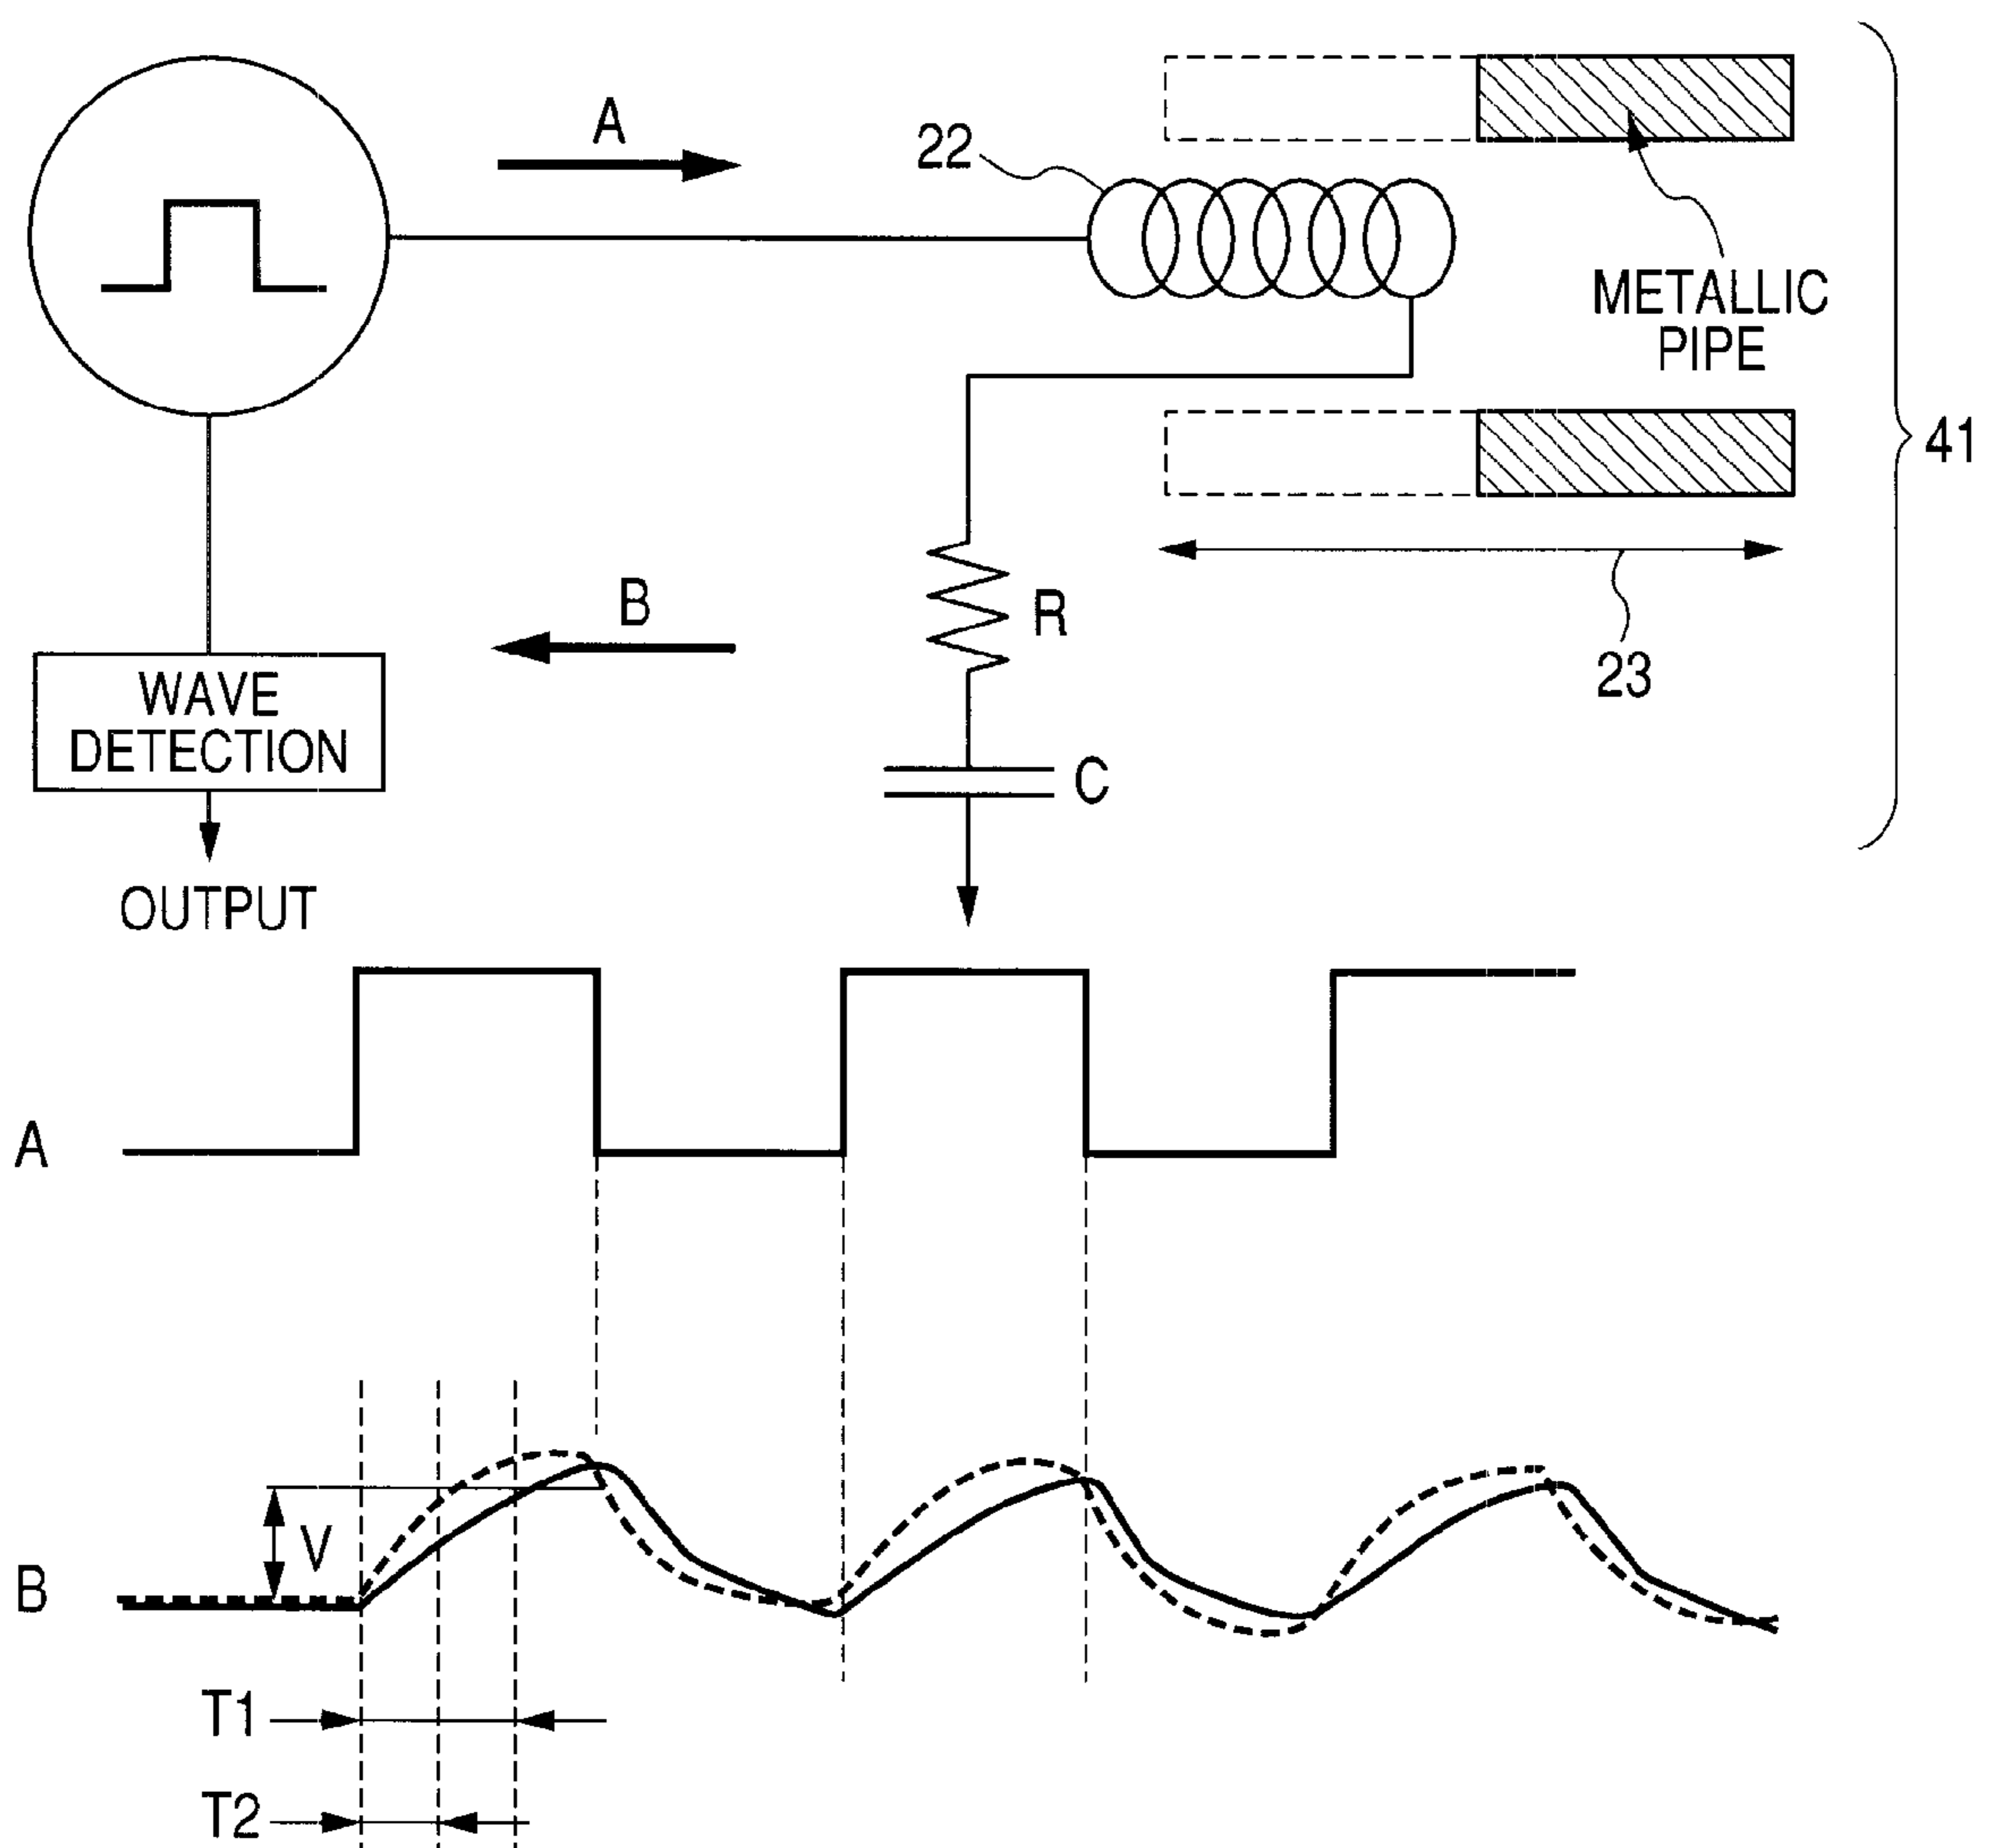 A
22
METALLIC
PIPE
41
B
R
23
WAVE
DETECTION
C
OUTPUT
A
V
B
T1
T2